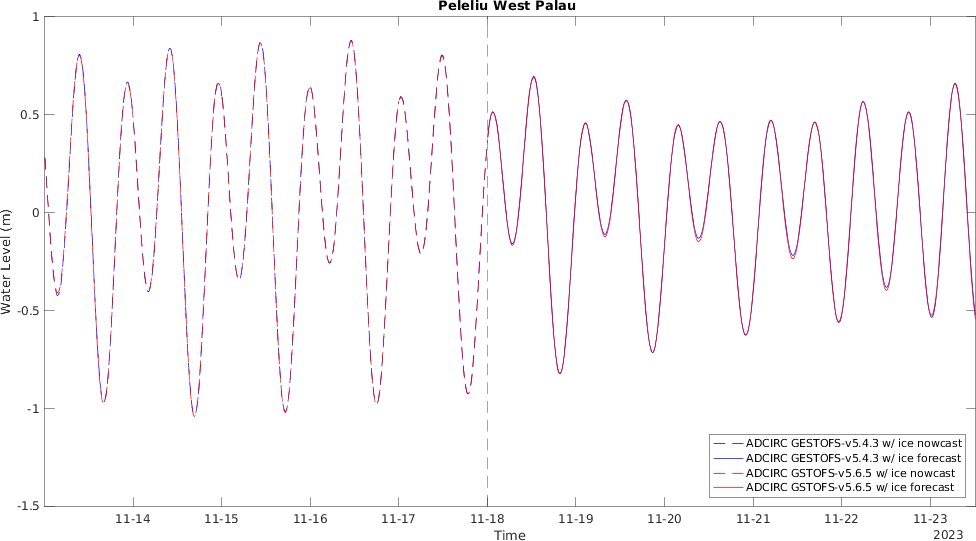 Peleliu West Palau
1
0.5
0
-0.5
-1
-1.5
Water Level (m)
11-14
11-15
11-16
11-17
11-18
11-19
11-20
11-21
11-22
11-23
Time
2023
ADCIRC GESTOFS-v5.4.3 w/ ice nowcast
ADCIRC GESTOFS-v5.4.3 w/ ice forecast
ADCIRC GSTOFS-v5.6.5 w/ ice nowcast
ADCIRC GSTOFS-v5.6.5 w/ ice forecast